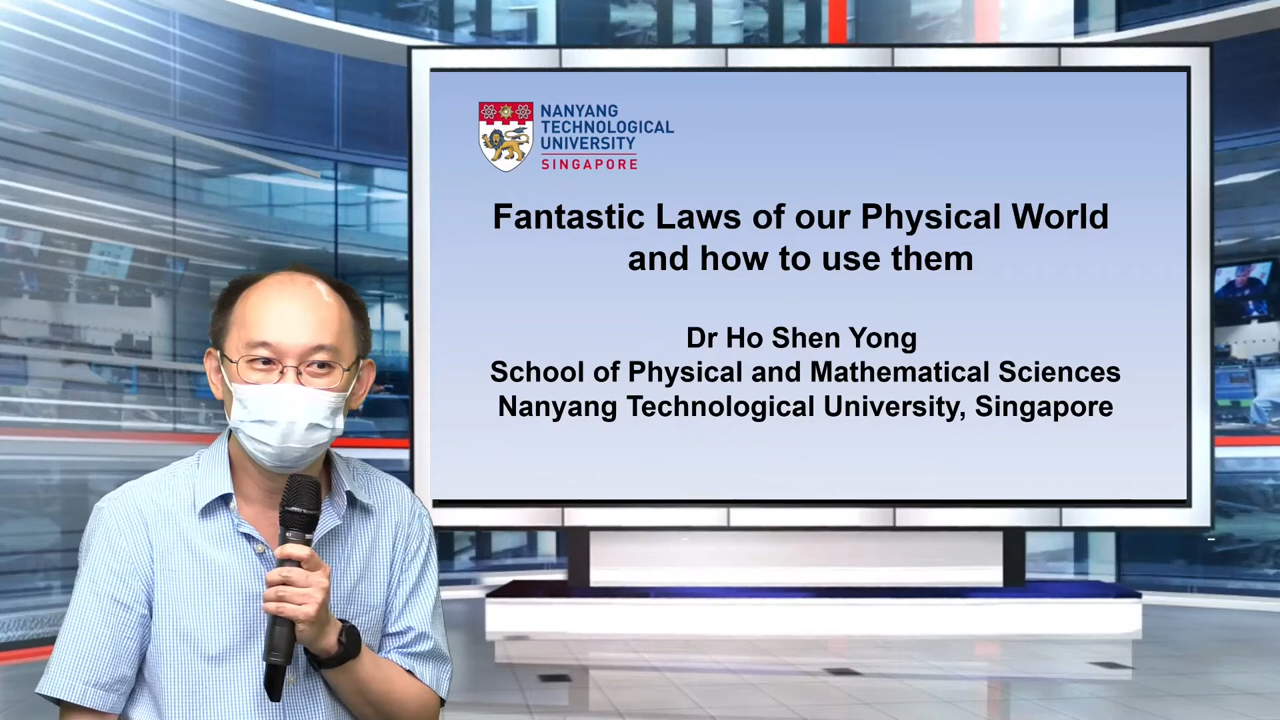 NANYANG
TECHNOLOGICAL
UNIVERSITY
SINGAPORE
Fantastic Laws of our Physical World
and how to use them
Dr Ho Shen Yong
School of Physical and Mathematical Sciences
Nanyang Technological University, Singapore